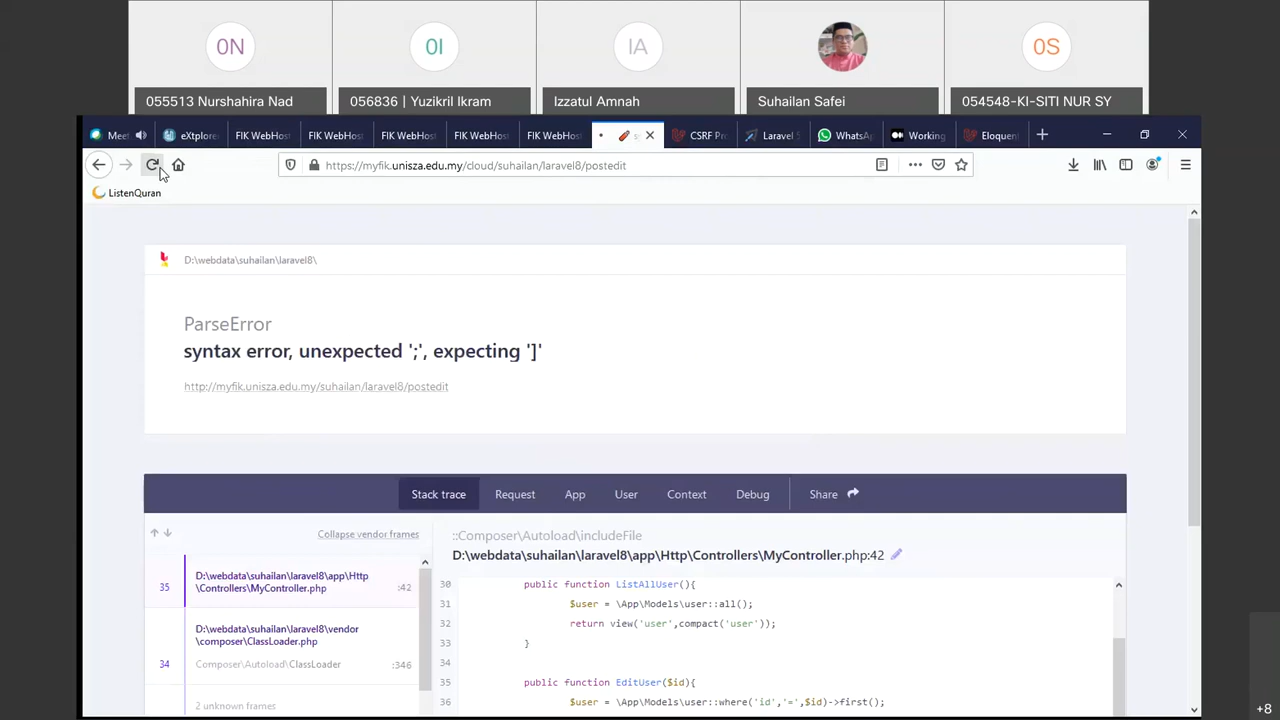 0N
0I
IA
0S
055513 Nurshahira Nad
056836 | Yuzikril Ikram
Izzatul Amnah
Suhailan Safei
054548-KI-SITI NUR SY
Meet
eXplore
FIK WebHost
FIK WebHost
FIK WebHost
FIK WebHost
FIK WebHost
CSRF Pro
Laravel
WhatsA
Working
Eloquent
https://myfik.unisza.edu.my/cloud/suhailan/laravel8/postedit
ListenQuran
D:\webdata\suhailan\laravel8\
ParseError
syntax error, unexpected ';', expecting ']'
http://myfik.unisza.edu.my/suhailan/laravel8/postedit
Stack trace
Request
App
User
Context
Debug
Share
Collapse vendor frames
35
D:\webdata\suhailan\laravel8\app\Http
\Controllers\MyController.php
:42
D:\webdata\suhailan\laravel8\vendor
\composer\ClassLoader.php
34
Composer\Autoload\ClassLoader
:346
2 unknown frames
::Composer\Autoload\includeFile
D:\webdata\suhailan\laravel8\app\Http\Controllers\MyController.php:42
30 public function ListAllUser(){
31 $user = \App\Models\user::all();
32 return view('user',compact('user'));
33 }
34
35 public function EditUser($id){
36 $user = \App\Models\user::where('id','=',$id)->first();
+8